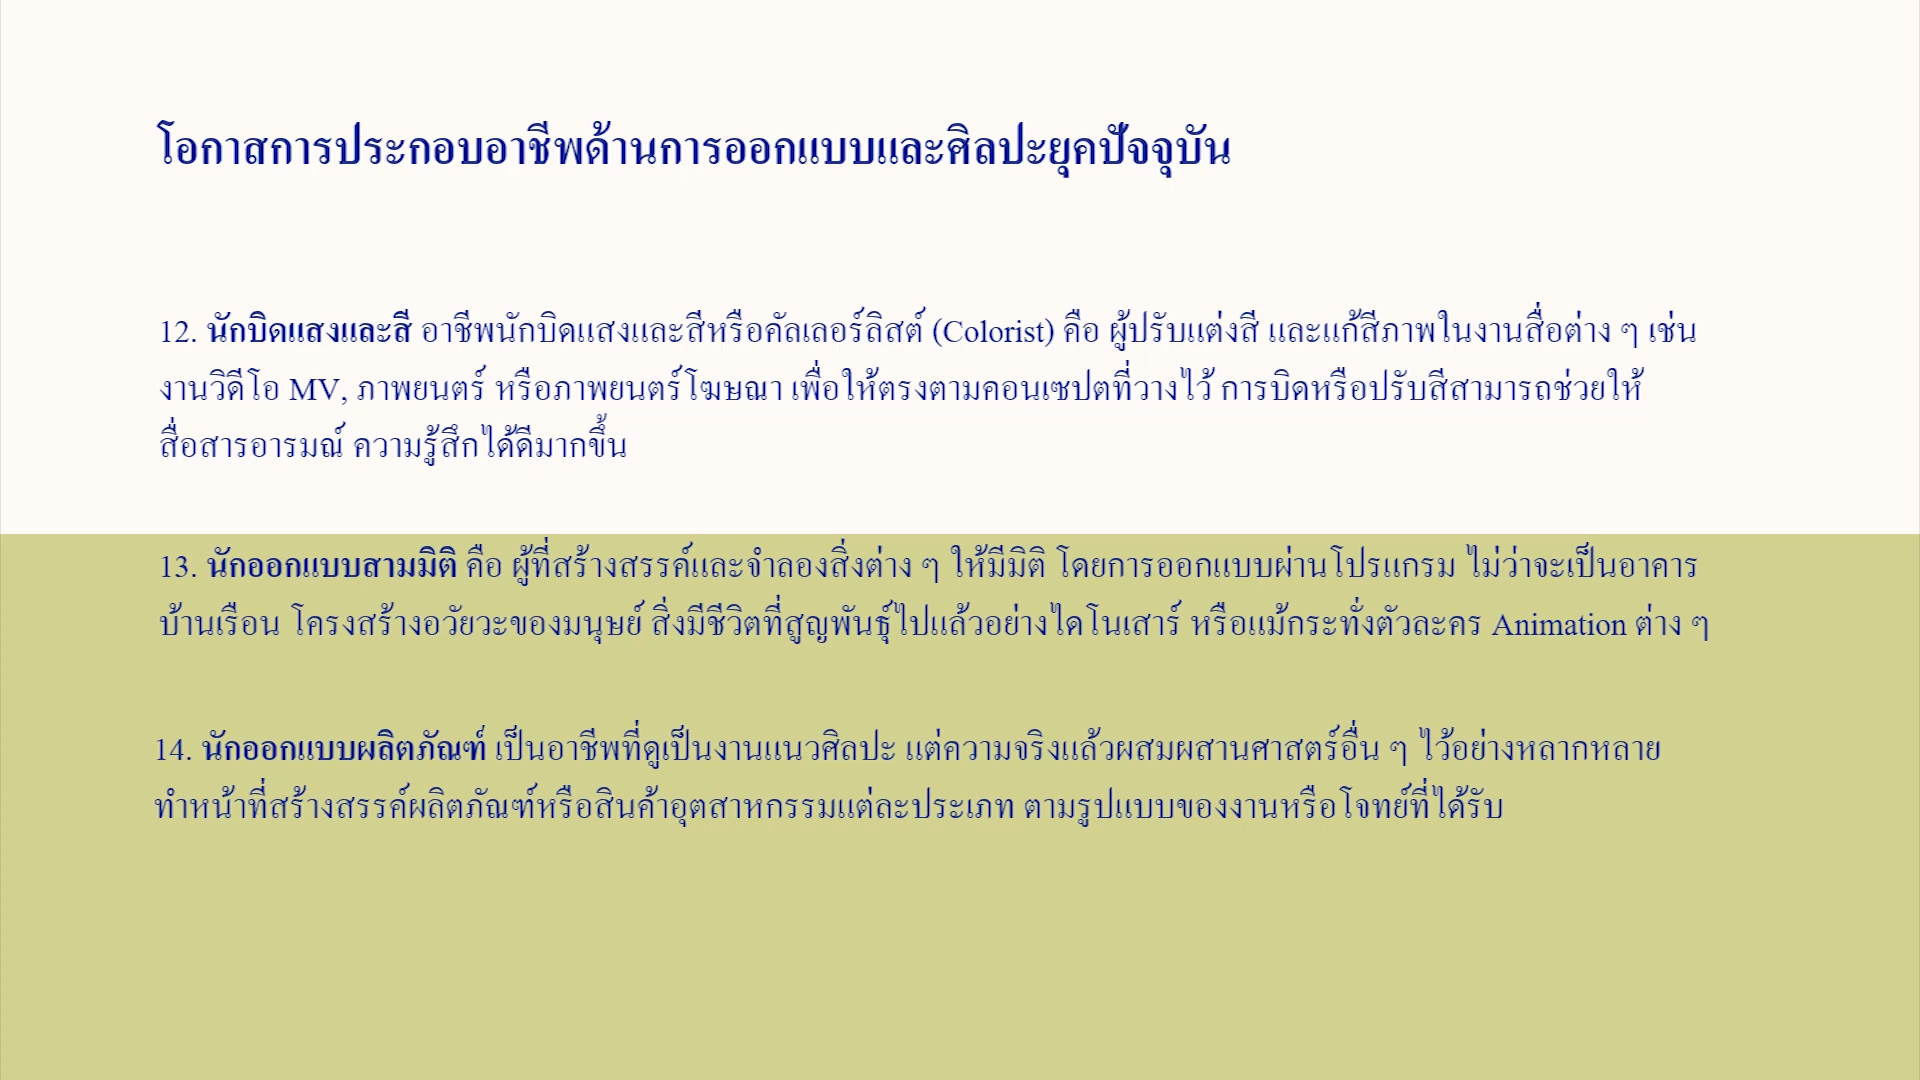 โอกาสการประกอบอาชีพด้านการออกแบบและศิลปะยุคปัจจุบัน
12. นักบิดแสงและสี อาชีพนักบิดแสงและสีหรือคัลเลอร์ลิสต์ (Colorist) คือ ผู้ปรับแต่งสี และแก้สีภาพในงานสื่อต่าง ๆ เช่น
งานวิดีโอ MV, ภาพยนตร์ หรือภาพยนตร์โฆษณา เพื่อให้ตรงตามคอนเซปตที่วางไว้ การบิดหรือปรับสีสามารถช่วยให้
สื่อสารอารมณ์ ความรู้สึกได้ดีมากขึ้น
13. นักออกแบบสามมิติ คือ ผู้ที่สร้างสรรค์และจำลองสิ่งต่าง ๆ ให้มีมิติ โดยการออกแบบผ่านโปรแกรม ไม่ว่าจะเป็นอาคาร
บ้านเรือน โครงสร้างอวัยวะของมนุษย์ สิ่งมีชีวิตที่สูญพันธุ์ไปแล้วอย่างไดโนเสาร์ หรือแม้กระทั่งตัวละคร Animation ต่าง ๆ
14. นักออกแบบผลิตภัณฑ์ เป็นอาชีพที่ดูเป็นงานแนวศิลปะ แต่ความจริงแล้วผสมผสานศาสตร์อื่น ๆ ไว้อย่างหลากหลาย
ทำหน้าที่สร้างสรรค์ผลิตภัณฑ์หรือสินค้าอุตสาหกรรมแต่ละประเภท ตามรูปแบบของงานหรือโจทย์ที่ได้รับ